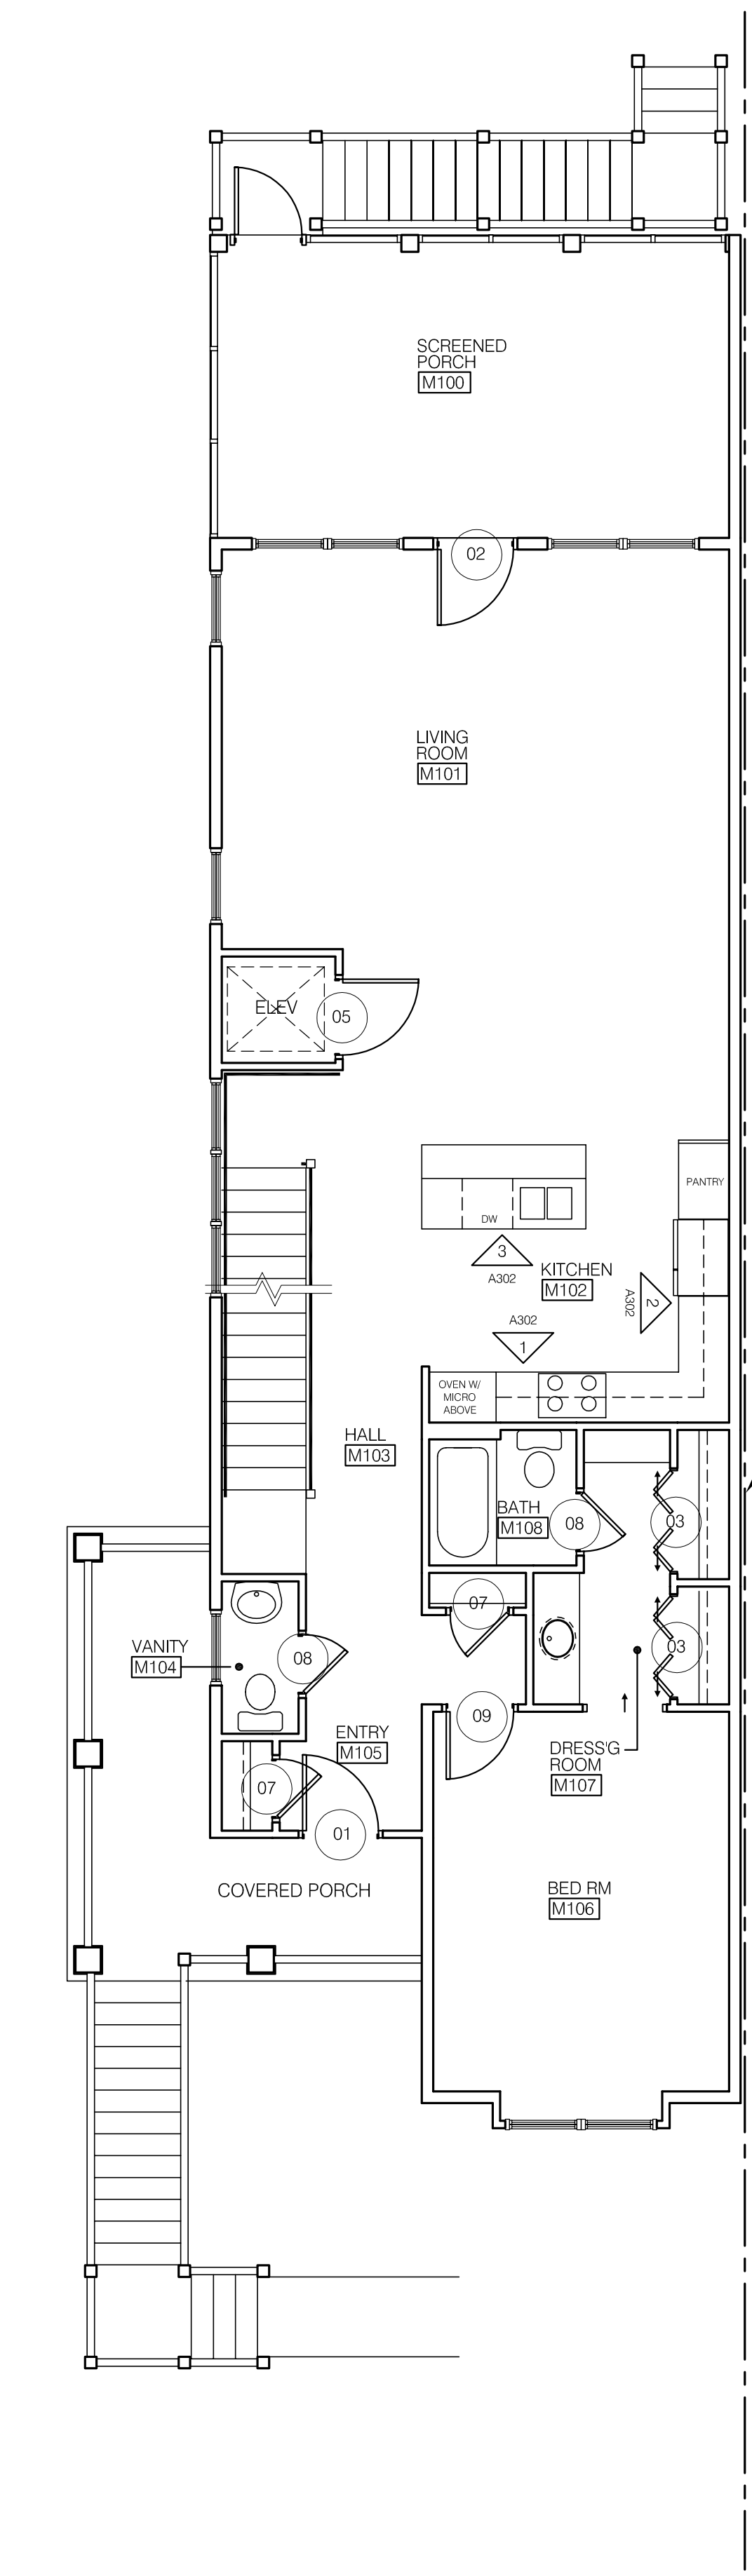 SCREENED
PORCH
M100
02
LIVING
ROOM
M101
ELEV
05
PANTRY
DW
3
A302
KITCHEN
M102
2
A302
A302
1
OVEN W/
MICRO
ABOVE
HALL
M103
BATH
M108
08
03
07
VANITY
M104
08
03
09
ENTRY
M105
DRESS'G
ROOM
M107
07
01
COVERED PORCH
BED RM
M106